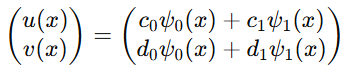 (u(x)) = (c₀ψ₀(x) + c₁ψ₁(x))
(v(x)) = (d₀ψ₀(x) + d₁ψ₁(x))